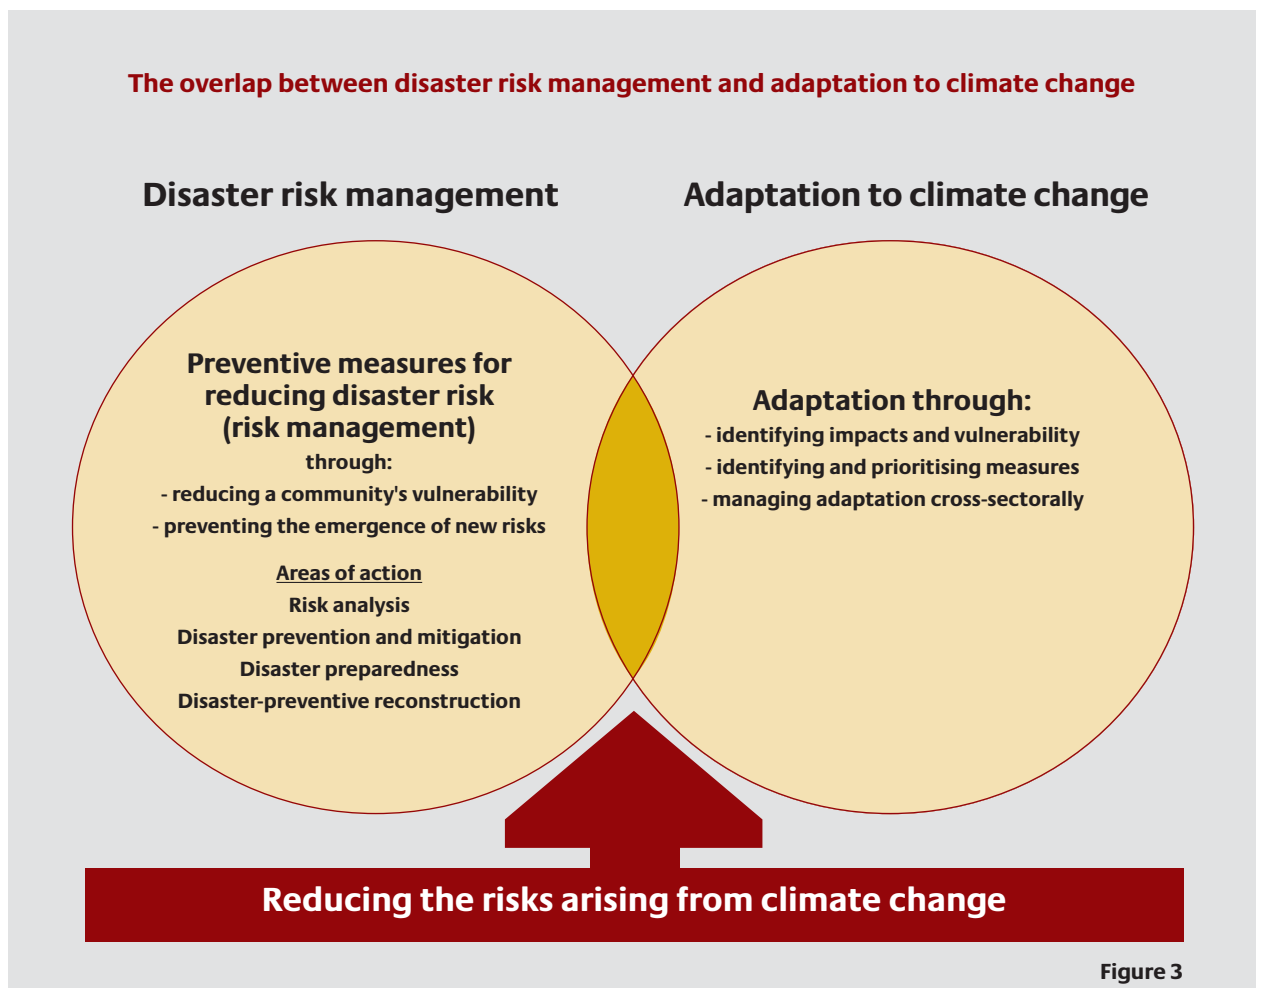 The overlap between disaster risk management and adaptation to climate change
Disaster risk management
Adaptation to climate change
Preventive measures for
reducing disaster risk
(risk management)
through:
- reducing a community's vulnerability
- preventing the emergence of new risks
Areas of action
Risk analysis
Disaster prevention and mitigation
Disaster preparedness
Disaster-preventive reconstruction
Adaptation through:
- identifying impacts and vulnerability
- identifying and prioritising measures
- managing adaptation cross-sectorally
Reducing the risks arising from climate change
Figure 3